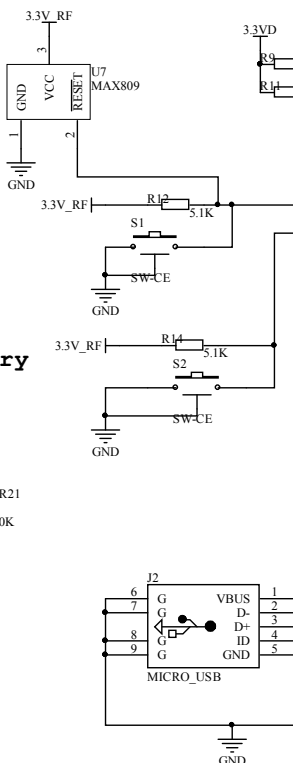 3.3V_RF
3.3VD
3
U7
MAX809
GND
VCC
RESET
R9
R11
1
2
GND
3.3V_RF
R12
5.1K
S1
SW-CE
GND
3.3V_RF
R14
5.1K
ry
S2
SW-CE
GND
R21
0K
J2
6 G VBUS 1
7 G D- 2
D+ 3
8 G ID 4
9 G GND 5
MICRO_USB
GND